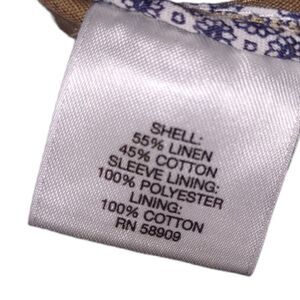 SHELL:
55% LINEN
45% COTTON
SLEEVE LINING:
100% POLYESTER
LINING:
100% COTTON
RN 58909